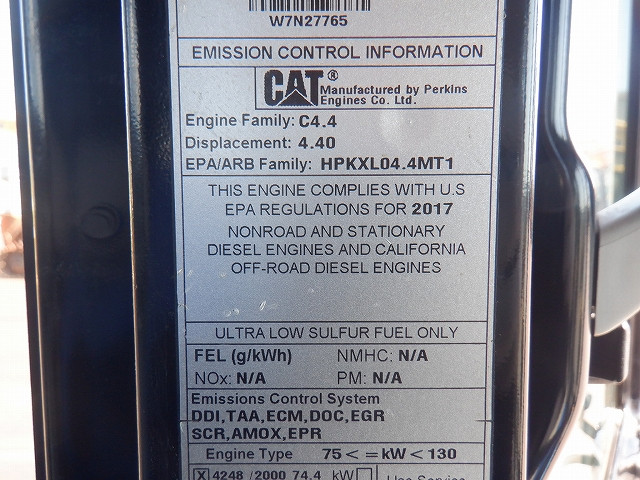 W7N27765
EMISSION CONTROL INFORMATION
CAT® Manufactured by Perkins
Engines Co. Ltd.
Engine Family: C4.4
Displacement: 4.40
EPA/ARB Family: HPKXL04.4MT1
THIS ENGINE COMPLIES WITH U.S
EPA REGULATIONS FOR 2017
NONROAD AND STATIONARY
DIESEL ENGINES AND CALIFORNIA
OFF-ROAD DIESEL ENGINES
ULTRA LOW SULFUR FUEL ONLY
FEL (g/kWh) NMHC: N/A
NOx: N/A PM: N/A
Emissions Control System
DDI,TAA,ECM,DOC,EGR
SCR,AMOX,EPR
Engine Type 75 < = kW < 130
X 4248 / 2000 74.4 kW Use Service